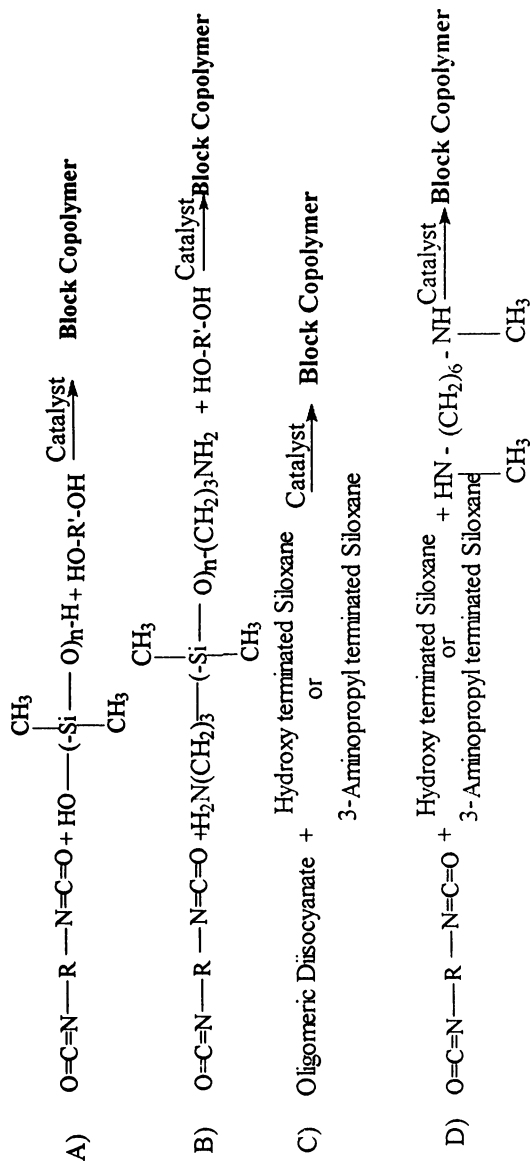 CH₃
A) O=C=N—R—N=C=O + HO—(-Si—O)n-H + HO-R'-OH Catalyst Block Copolymer
CH₃
CH₃
B) O=C=N—R—N=C=O +H₂N(CH₂)₃—(-Si—O)n-(CH₂)₃NH₂ + HO-R'-OH Catalyst Block Copolymer
CH₃
C) Oligomeric Diisocyanate + Hydroxy terminated Siloxane Catalyst Block Copolymer
or
3-Aminopropyl terminated Siloxane
D) O=C=N—R—N=C=O + Hydroxy terminated Siloxane + HN - (CH₂)₆ - NH Catalyst Block Copolymer
or
3-Aminopropyl terminated Siloxane
CH₃ CH₃